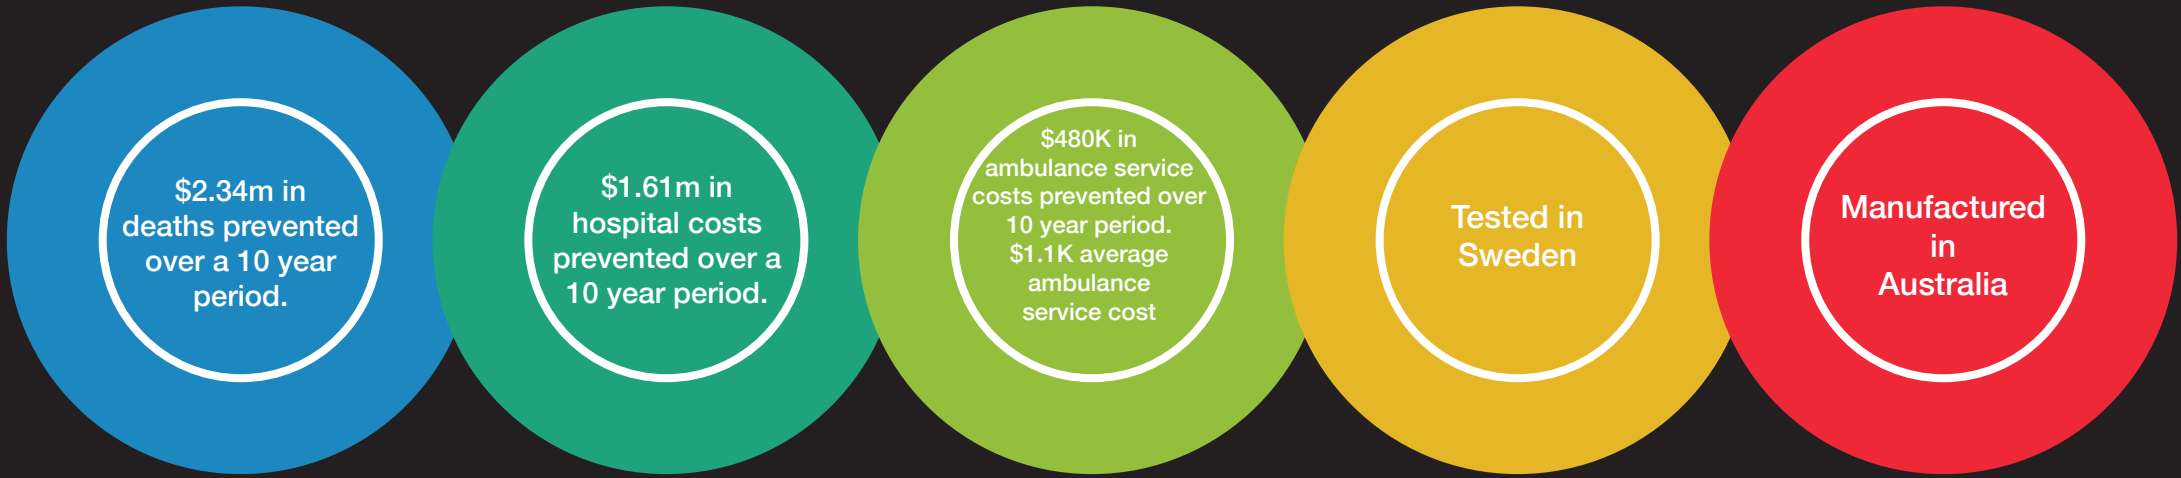 $2.34m in
deaths prevented
over a 10 year
period.
$1.61m in
hospital costs
prevented over a
10 year period.
$480K in
ambulance service
costs prevented over
10 year period.
$1.1K average
ambulance
service cost
Tested in
Sweden
Manufactured
in
Australia